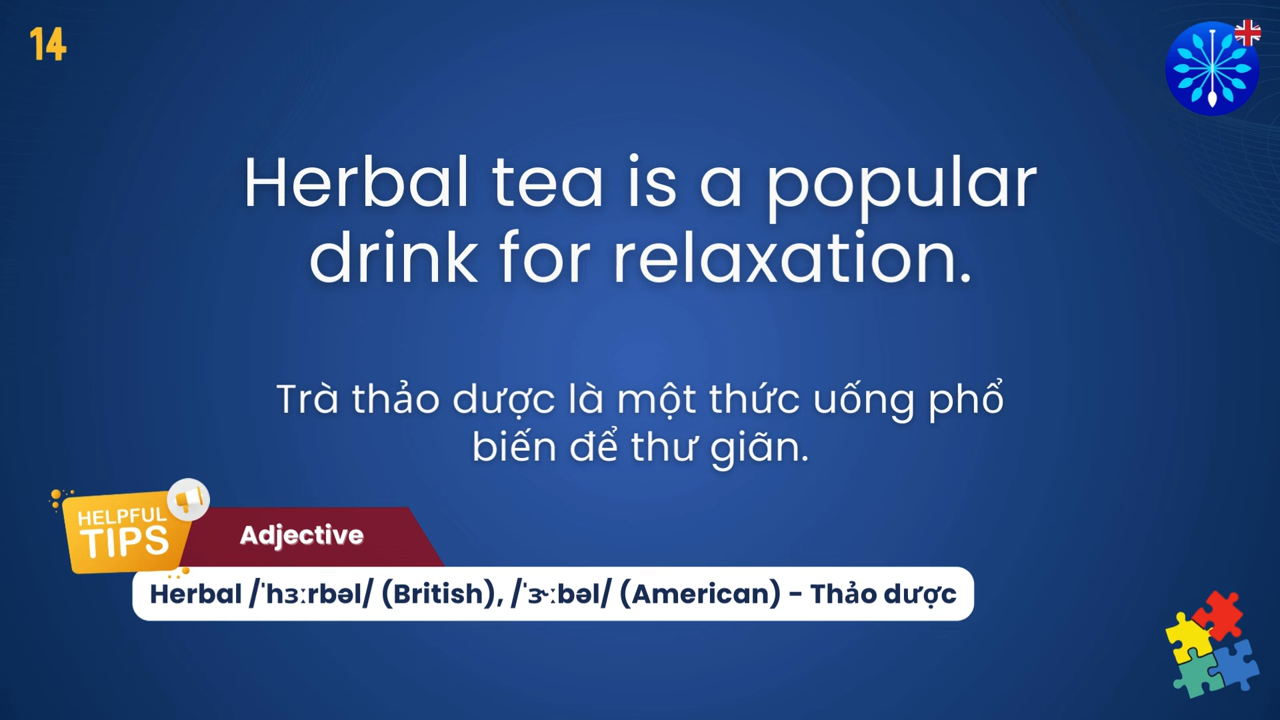 14
Herbal tea is a popular
drink for relaxation.
Trà thảo dược là một thức uống phổ
biến để thư giãn.
HELPFUL
TIPS
Adjective
Herbal /ˈhɜːrbəl/ (British), /ˈɝːbəl/ (American) - Thảo dược